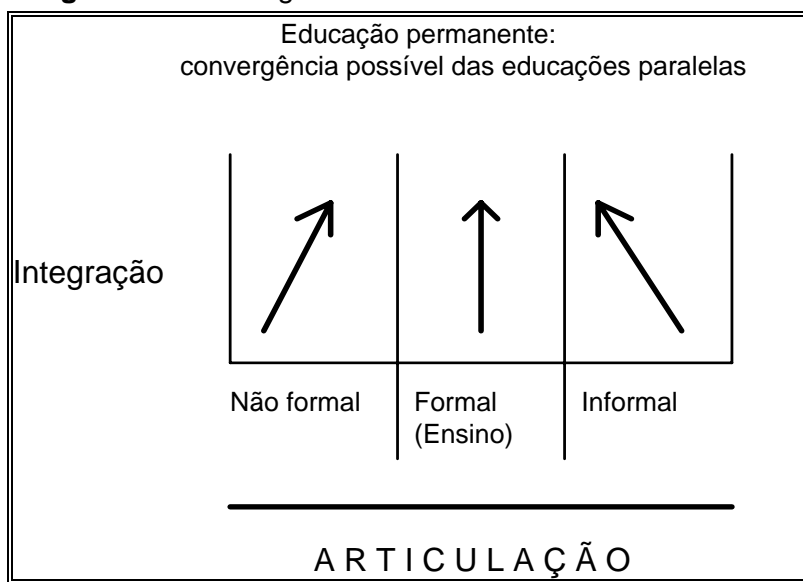 Educação permanente:
convergência possível das educações paralelas
Integração
Não formal
Formal
(Ensino)
Informal
A R T I C U L A Ç Ã O